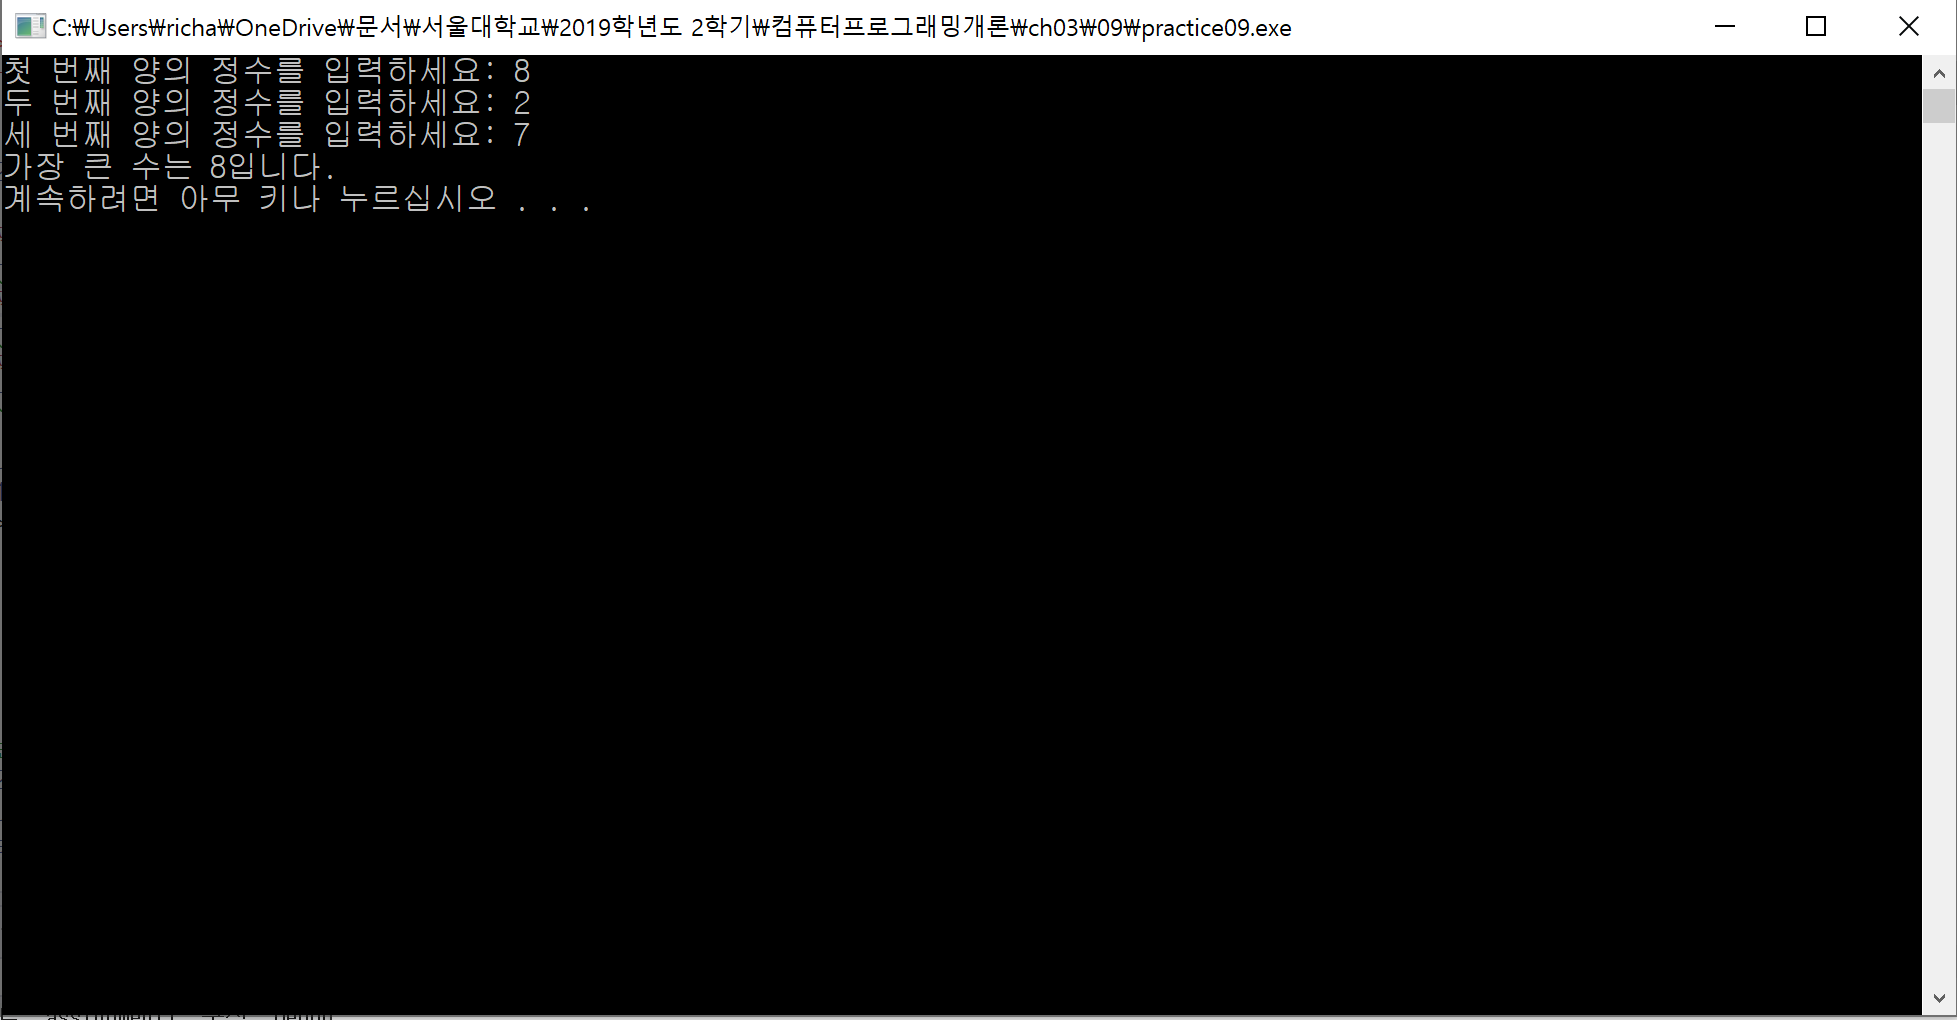 C:₩Users₩richa₩OneDrive₩문서₩서울대학교₩2019학년도 2학기₩컴퓨터프로그래밍개론₩ch03₩09₩practice09.exe
첫 번째 양의 정수를 입력하세요: 8
두 번째 양의 정수를 입력하세요: 2
세 번째 양의 정수를 입력하세요: 7
가장 큰 수는 8입니다.
계속하려면 아무 키나 누르십시오 . . .